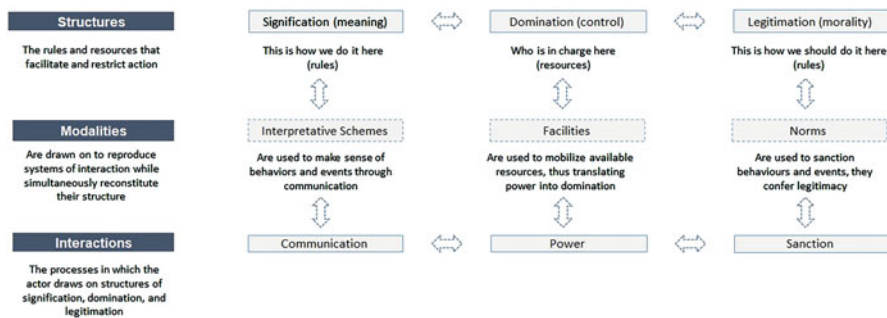 Structures
Signification (meaning)
Domination (control)
Legitimation (morality)
The rules and resources that
facilitate and restrict action
This is how we do it here
(rules)
Who is in charge here
(resources)
This is how we should do it here
(rules)
Modalities
Interpretative Schemes
Facilities
Norms
Are drawn on to reproduce
systems of interaction while
simultaneously reconstitute
their structure
Are used to make sense of
behaviors and events through
communication
Are used to mobilize available
resources, thus translating
power into domination
Are used to sanction
behaviours and events, they
confer legitimacy
Interactions
Communication
Power
Sanction
The processes in which the
actor draws on structures of
signification, domination, and
legitimation